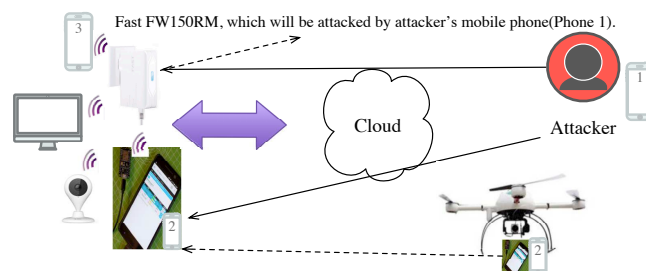 Fast FW150RM, which will be attacked by attacker's mobile phone(Phone 1).
3
1
Cloud
Attacker
2
2